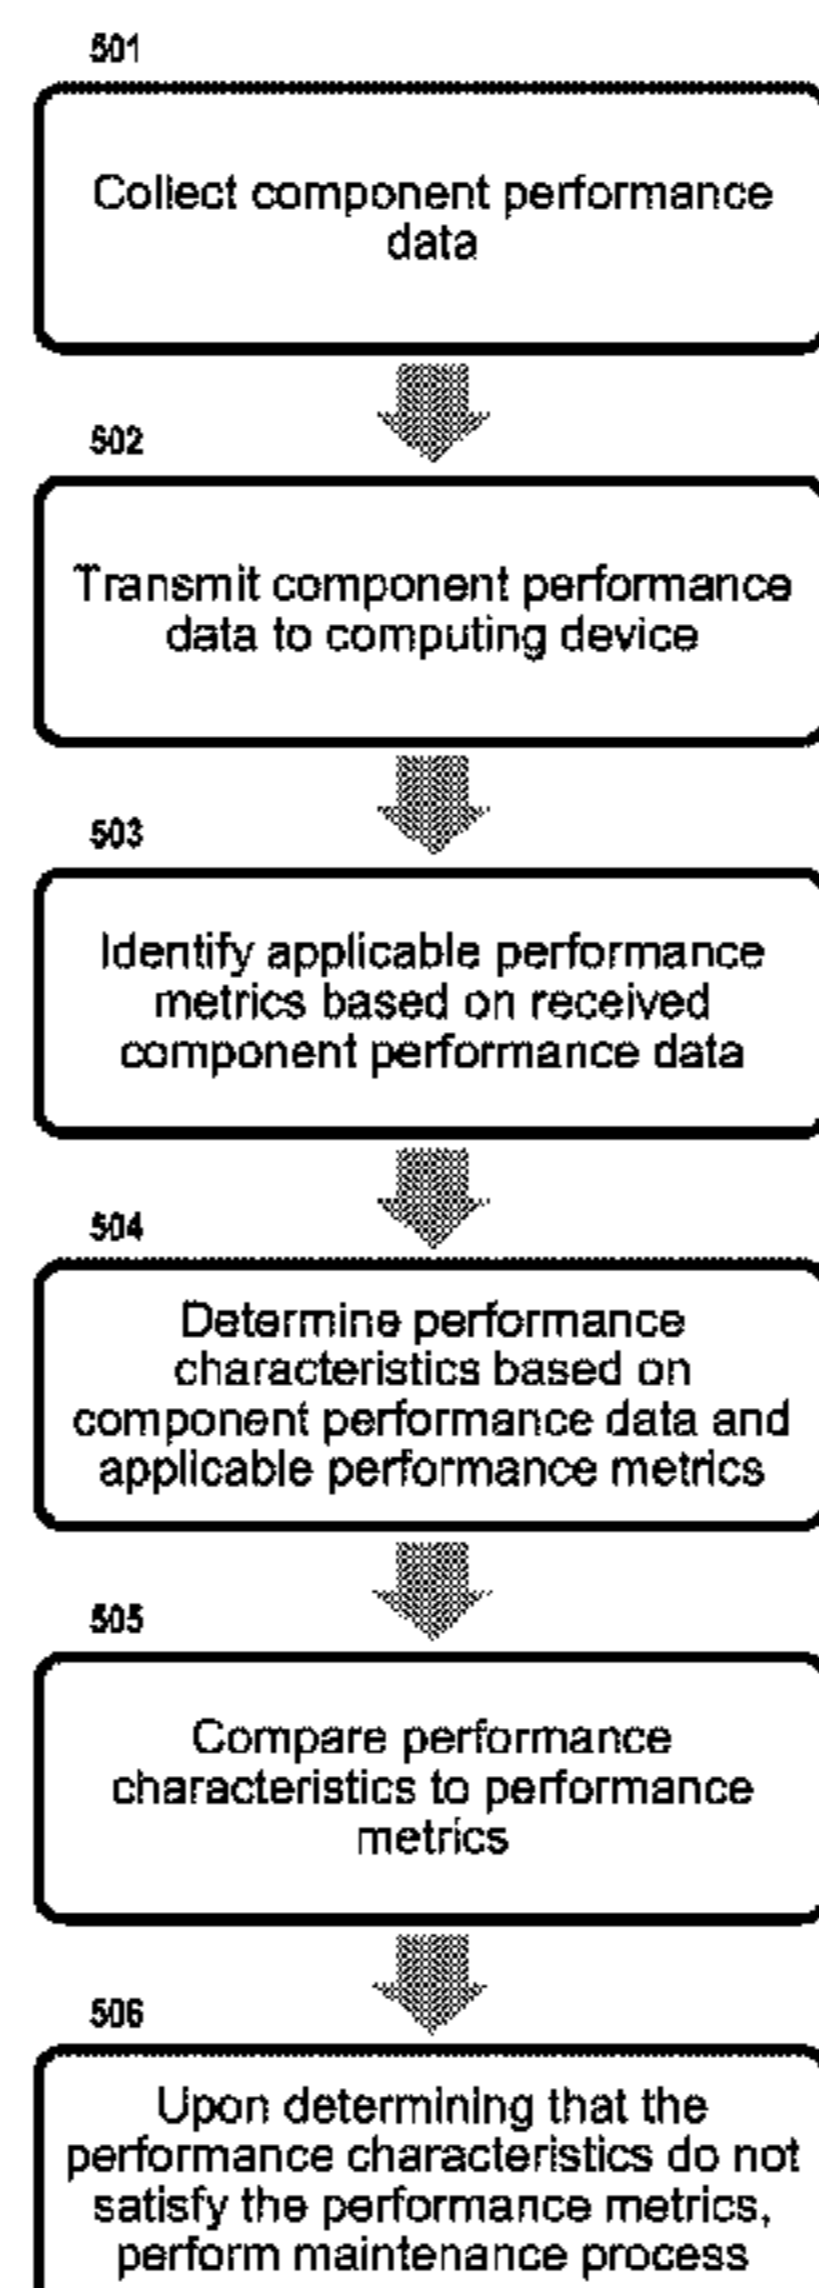 501
Collect component performance
data
502
Transmit component performance
data to computing device
503
Identify applicable performance
metrics based on received
component performance data
504
Determine performance
characteristics based on
component performance data and
applicable performance metrics
505
Compare performance
characteristics to performance
metrics
506
Upon determining that the
performance characteristics do not
satisfy the performance metrics,
perform maintenance process